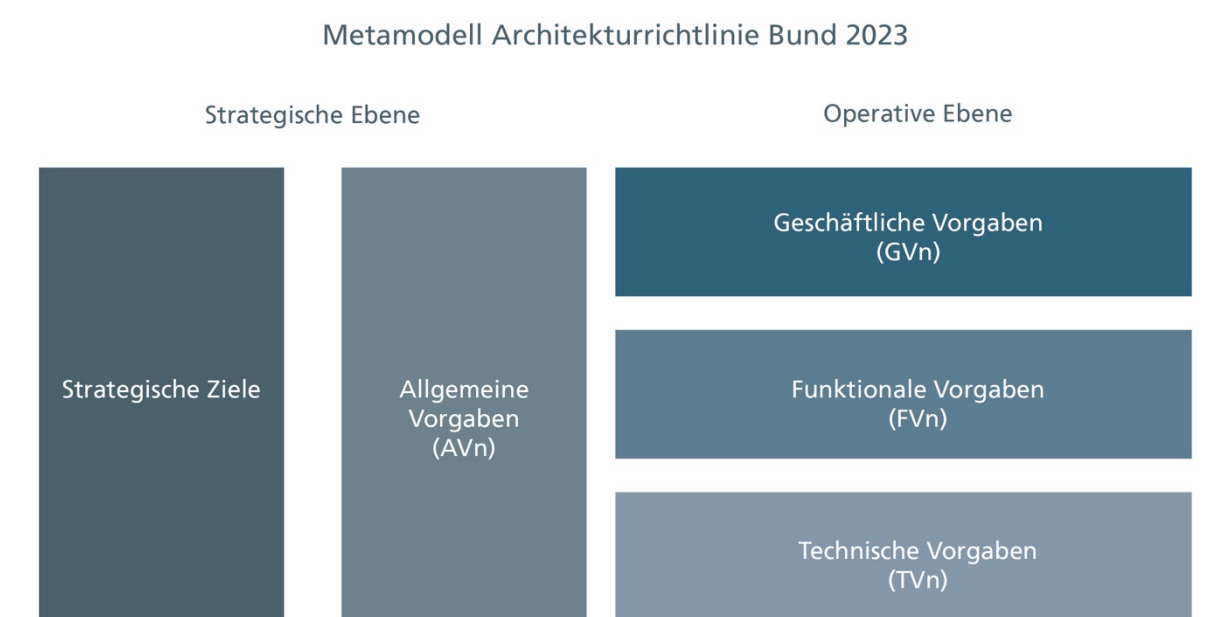 Metamodell Architekturrichtlinie Bund 2023
Strategische Ebene
Operative Ebene
Strategische Ziele
Allgemeine
Vorgaben
(AVn)
Geschäftliche Vorgaben
(GVn)
Funktionale Vorgaben
(FVn)
Technische Vorgaben
(TVn)